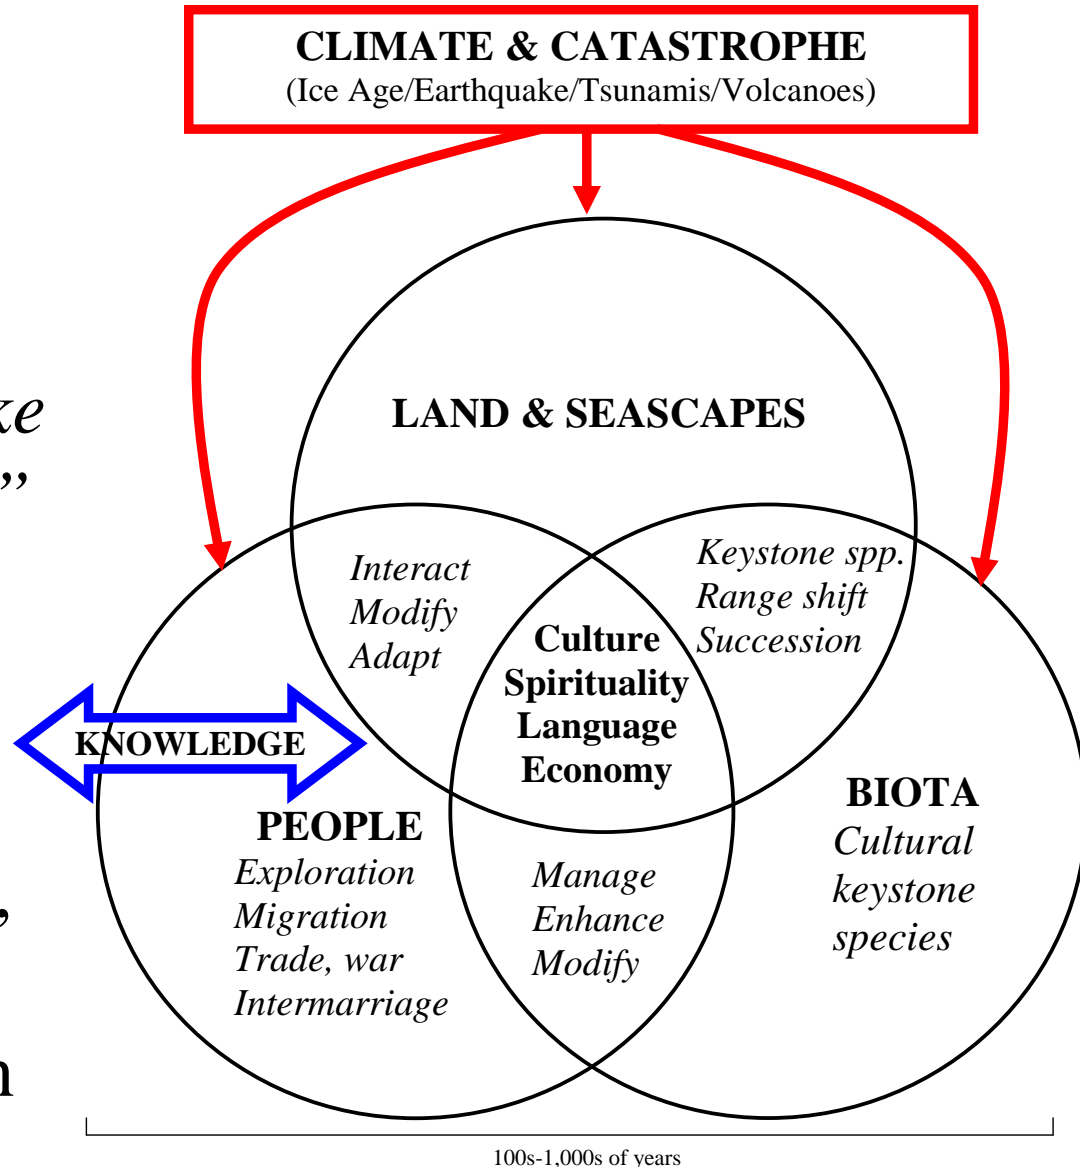 CLIMATE & CATASTROPHE
(Ice Age/Earthquake/Tsunamis/Volcanoes)
LAND & SEASCAPES
”
Interact
Modify
Adapt
Keystone spp.
Range shift
Succession
Culture
Spirituality
Language
Economy
KNOWLEDGE
PEOPLE
Exploration
Migration
Trade, war
Intermarriage
Manage
Enhance
Modify
BIOTA
Cultural
keystone
species
,
100s-1,000s of years